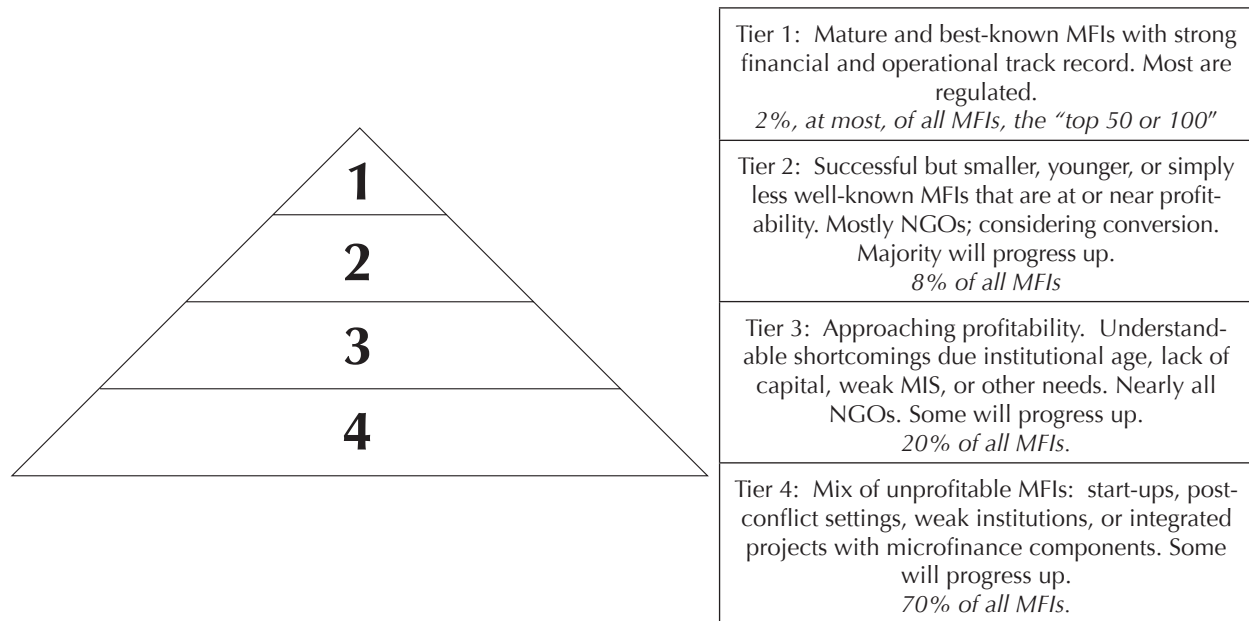 1
2
3
4
Tier 1: Mature and best-known MFIs with strong
financial and operational track record. Most are
regulated.
2%, at most, of all MFIs, the “top 50 or 100”
Tier 2: Successful but smaller, younger, or simply
less well-known MFIs that are at or near profit-
ability. Mostly NGOs; considering conversion.
Majority will progress up.
8% of all MFIs
Tier 3: Approaching profitability. Understand-
able shortcomings due institutional age, lack of
capital, weak MIS, or other needs. Nearly all
NGOs. Some will progress up.
20% of all MFIs.
Tier 4: Mix of unprofitable MFIs: start-ups, post-
conflict settings, weak institutions, or integrated
projects with microfinance components. Some
will progress up.
70% of all MFIs.